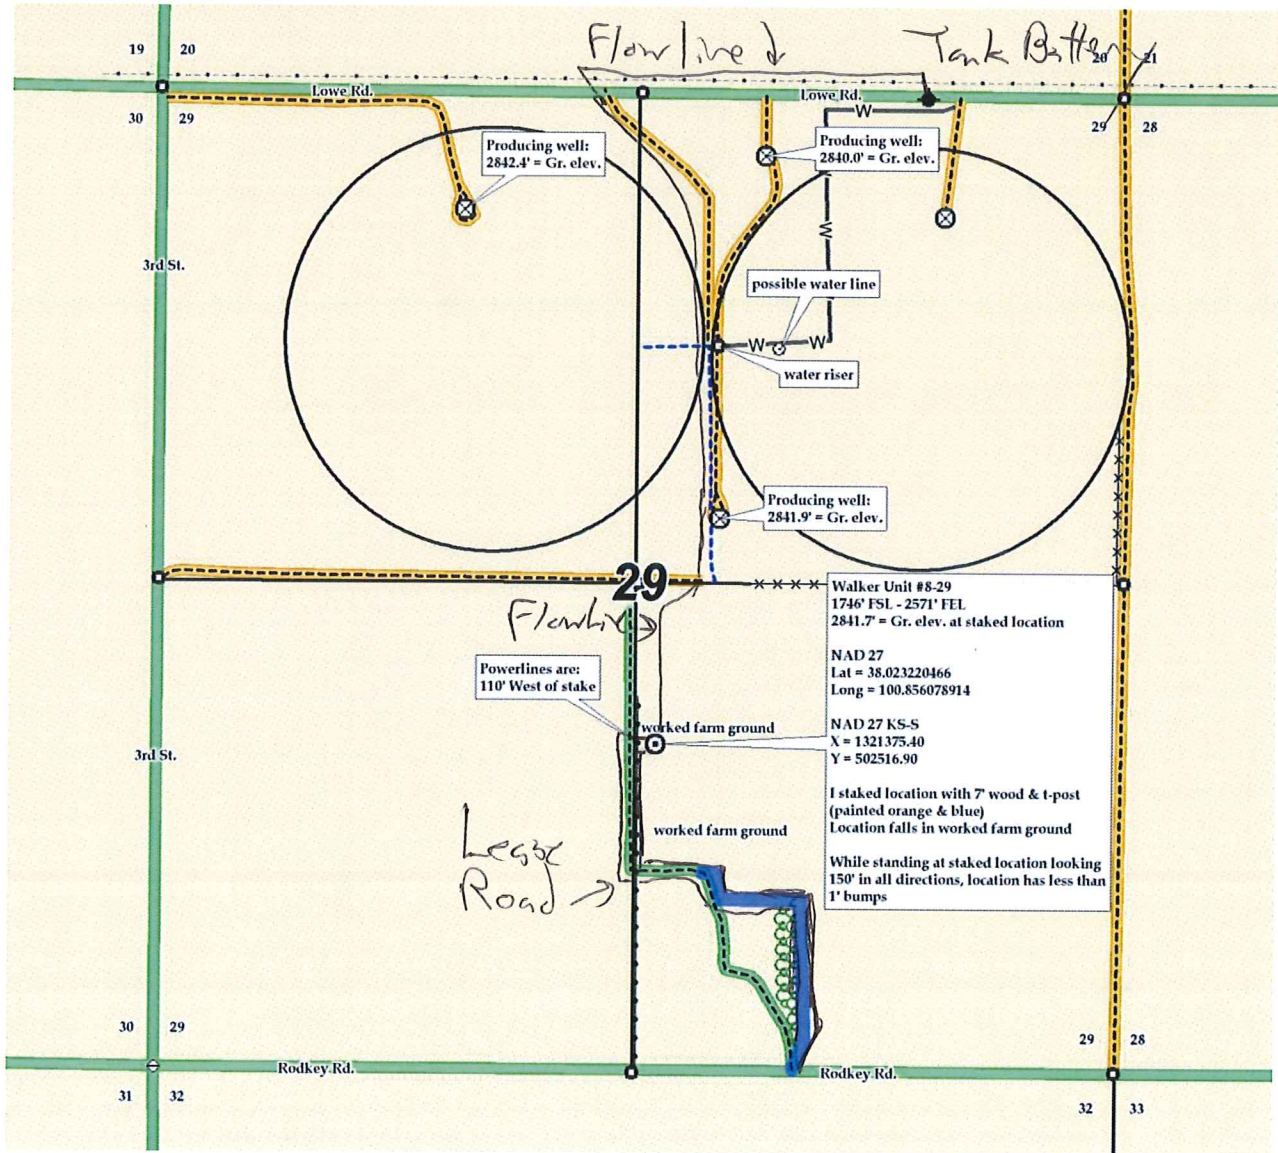 Flowline
Tank Battery
19 20
20 21
Lowe Rd.
Lowe Rd.
30 29
29 28
W
Producing well:
2842.4' = Gr. elev.
Producing well:
2840.0' = Gr. elev.
W
3rd St.
possible water line
W W
water riser
Producing well:
2841.9' = Gr. elev.
29
Flowline
Walker Unit #8-29
1746' FSL - 2571' FEL
2841.7' = Gr. elev. at staked location
NAD 27
Lat = 38.023220466
Long = 100.856078914
NAD 27 KS-S
X = 1321375.40
Y = 502516.90
I staked location with 7' wood & t-post
(painted orange & blue)
Location falls in worked farm ground
While standing at staked location looking
150' in all directions, location has less than
1' bumps
Powerlines are:
110' West of stake
worked farm ground
3rd St.
worked farm ground
Lease
Road
30 29
29 28
Rodkey Rd.
Rodkey Rd.
31 32
32 33